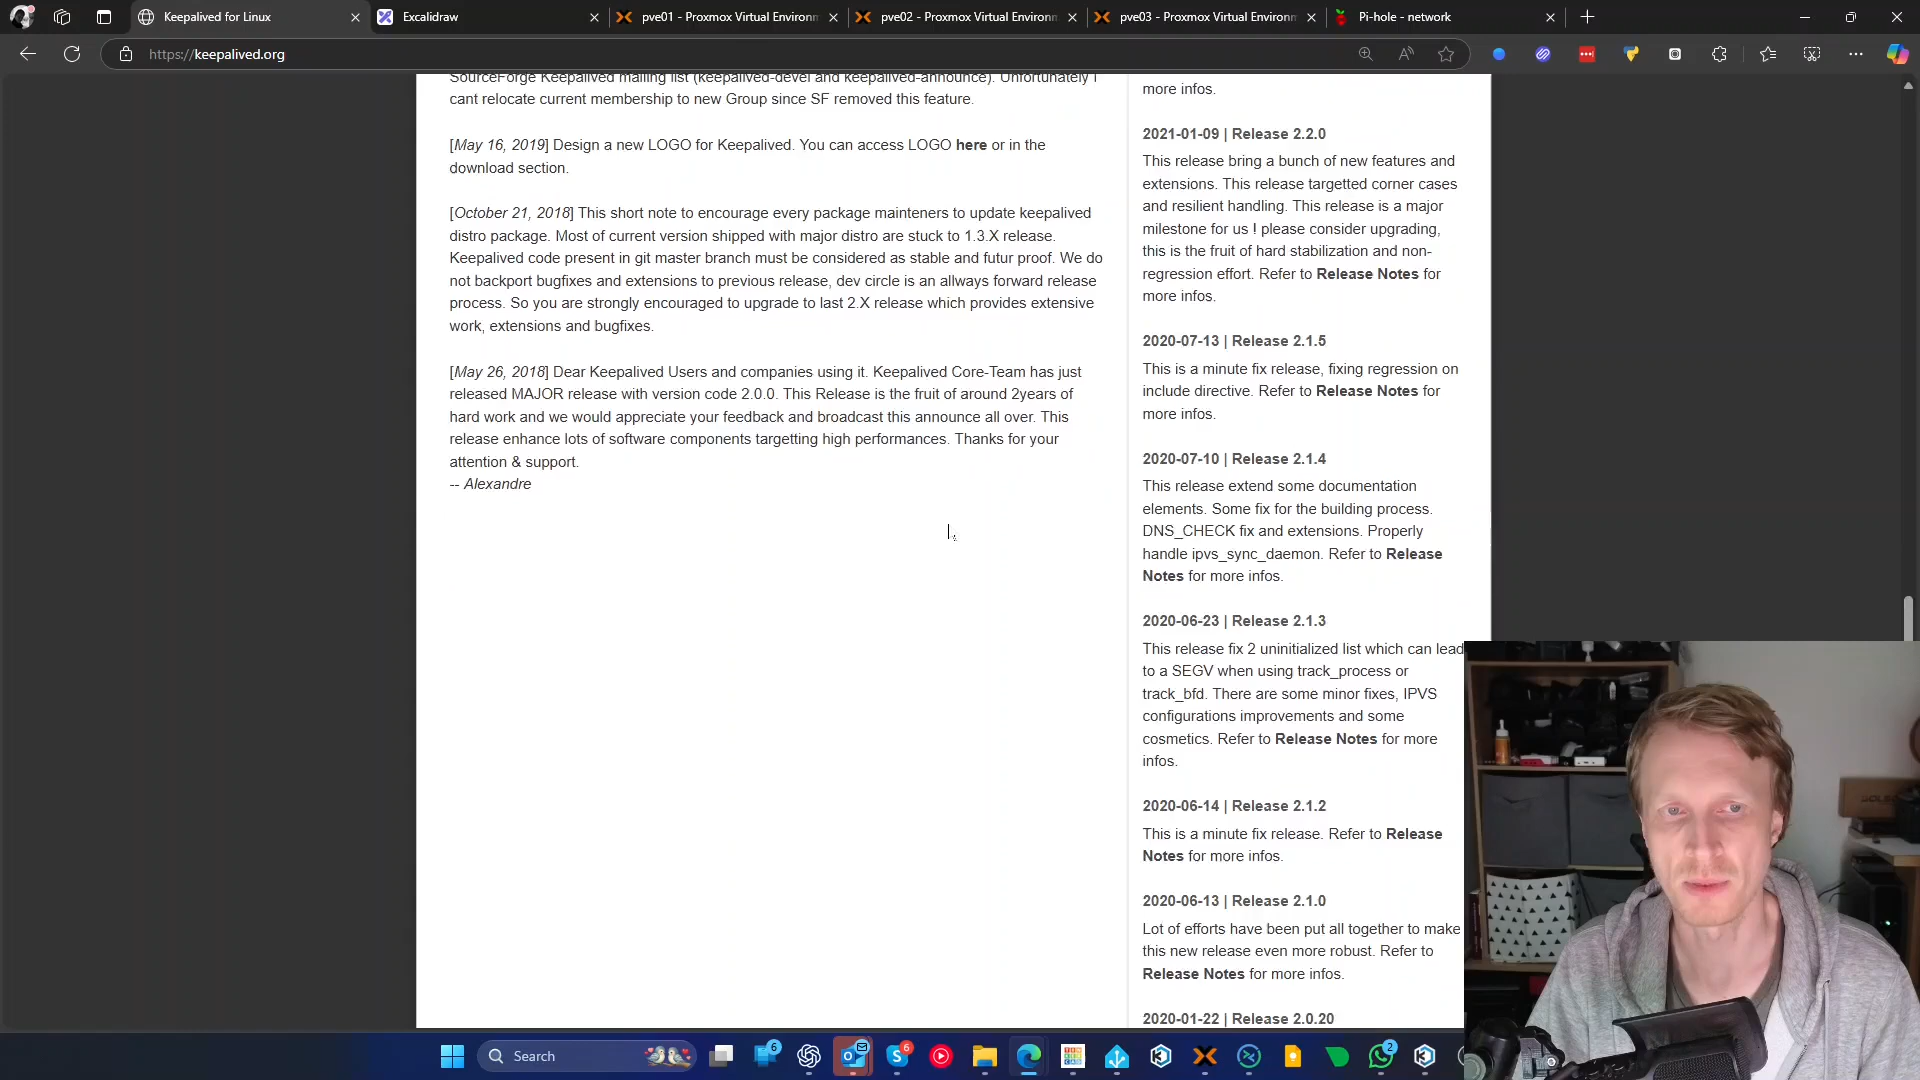 Keepalived for Linux
Excalidraw
pve01 - Proxmox Virtual Environm
pve02 - Proxmox Virtual Environm
pve03 - Proxmox Virtual Environm
Pi-hole - network
https://keepalived.org
SourceForge Keepalived mailing list (keepalived-devel and keepalived-announce). Unfortunately I
cant relocate current membership to new Group since SF removed this feature.
[May 16, 2019] Design a new LOGO for Keepalived. You can access LOGO here or in the
download section.
[October 21, 2018] This short note to encourage every package mainteners to update keepalived
distro package. Most of current version shipped with major distro are stuck to 1.3.X release.
Keepalived code present in git master branch must be considered as stable and futur proof. We do
not backport bugfixes and extensions to previous release, dev circle is an allways forward release
process. So you are strongly encouraged to upgrade to last 2.X release which provides extensive
work, extensions and bugfixes.
[May 26, 2018] Dear Keepalived Users and companies using it. Keepalived Core-Team has just
released MAJOR release with version code 2.0.0. This Release is the fruit of around 2years of
hard work and we would appreciate your feedback and broadcast this announce all over. This
release enhance lots of software components targetting high performances. Thanks for your
attention & support.
-- Alexandre
more infos.
2021-01-09 | Release 2.2.0
This release bring a bunch of new features and
extensions. This release targetted corner cases
and resilient handling. This release is a major
milestone for us ! please consider upgrading,
this is the fruit of hard stabilization and non-
regression effort. Refer to Release Notes for
more infos.
2020-07-13 | Release 2.1.5
This is a minute fix release, fixing regression on
include directive. Refer to Release Notes for
more infos.
2020-07-10 | Release 2.1.4
This release extend some documentation
elements. Some fix for the building process.
DNS_CHECK fix and extensions. Properly
handle ipvs_sync_daemon. Refer to Release
Notes for more infos.
2020-06-23 | Release 2.1.3
This release fix 2 uninitialized list which can lead
to a SEGV when using track_process or
track_bfd. There are some minor fixes, IPVS
configurations improvements and some
cosmetics. Refer to Release Notes for more
infos.
2020-06-14 | Release 2.1.2
This is a minute fix release. Refer to Release
Notes for more infos.
2020-06-13 | Release 2.1.0
Lot of efforts have been put all together to make
this new release even more robust. Refer to
Release Notes for more infos.
2020-01-22 | Release 2.0.20
Search
6
6
2